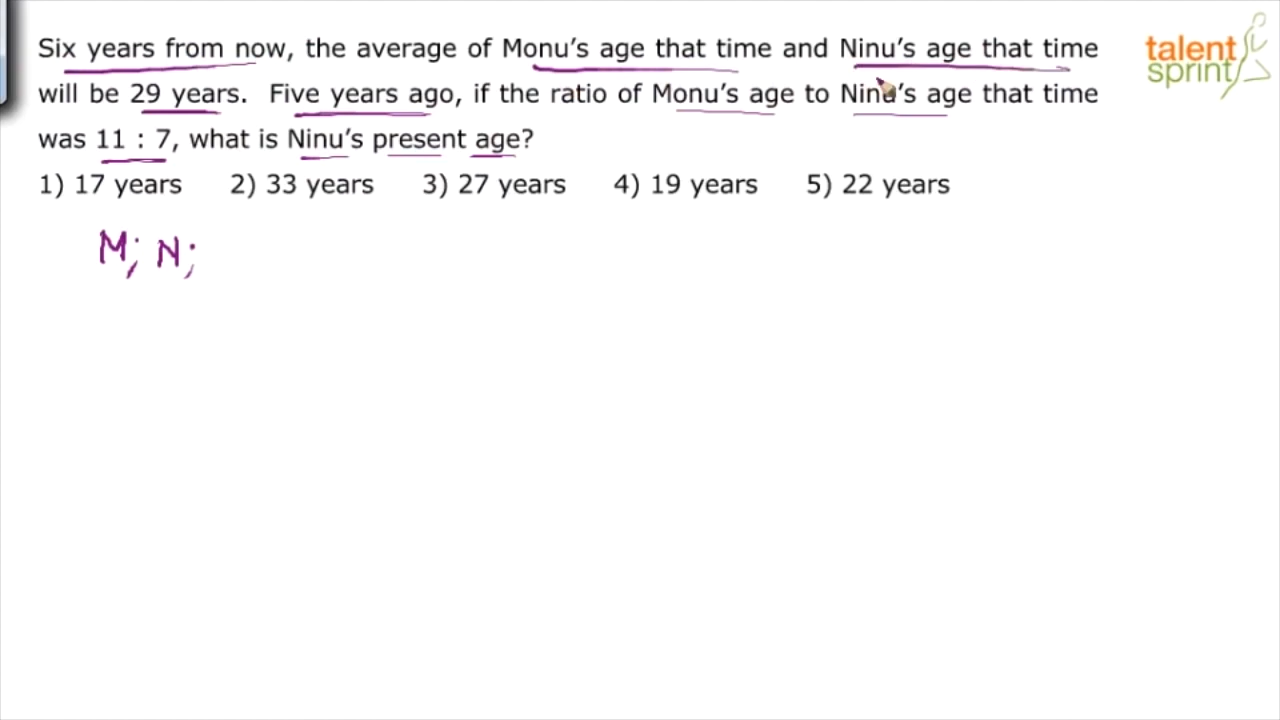 Six years from now, the average of Monu's age that time and Ninu's age that time
will be 29 years. Five years ago, if the ratio of Monu's age to Ninu's age that time
was 11 : 7, what is Ninu's present age?
1) 17 years 2) 33 years 3) 27 years 4) 19 years 5) 22 years
M; N;
talent
sprint